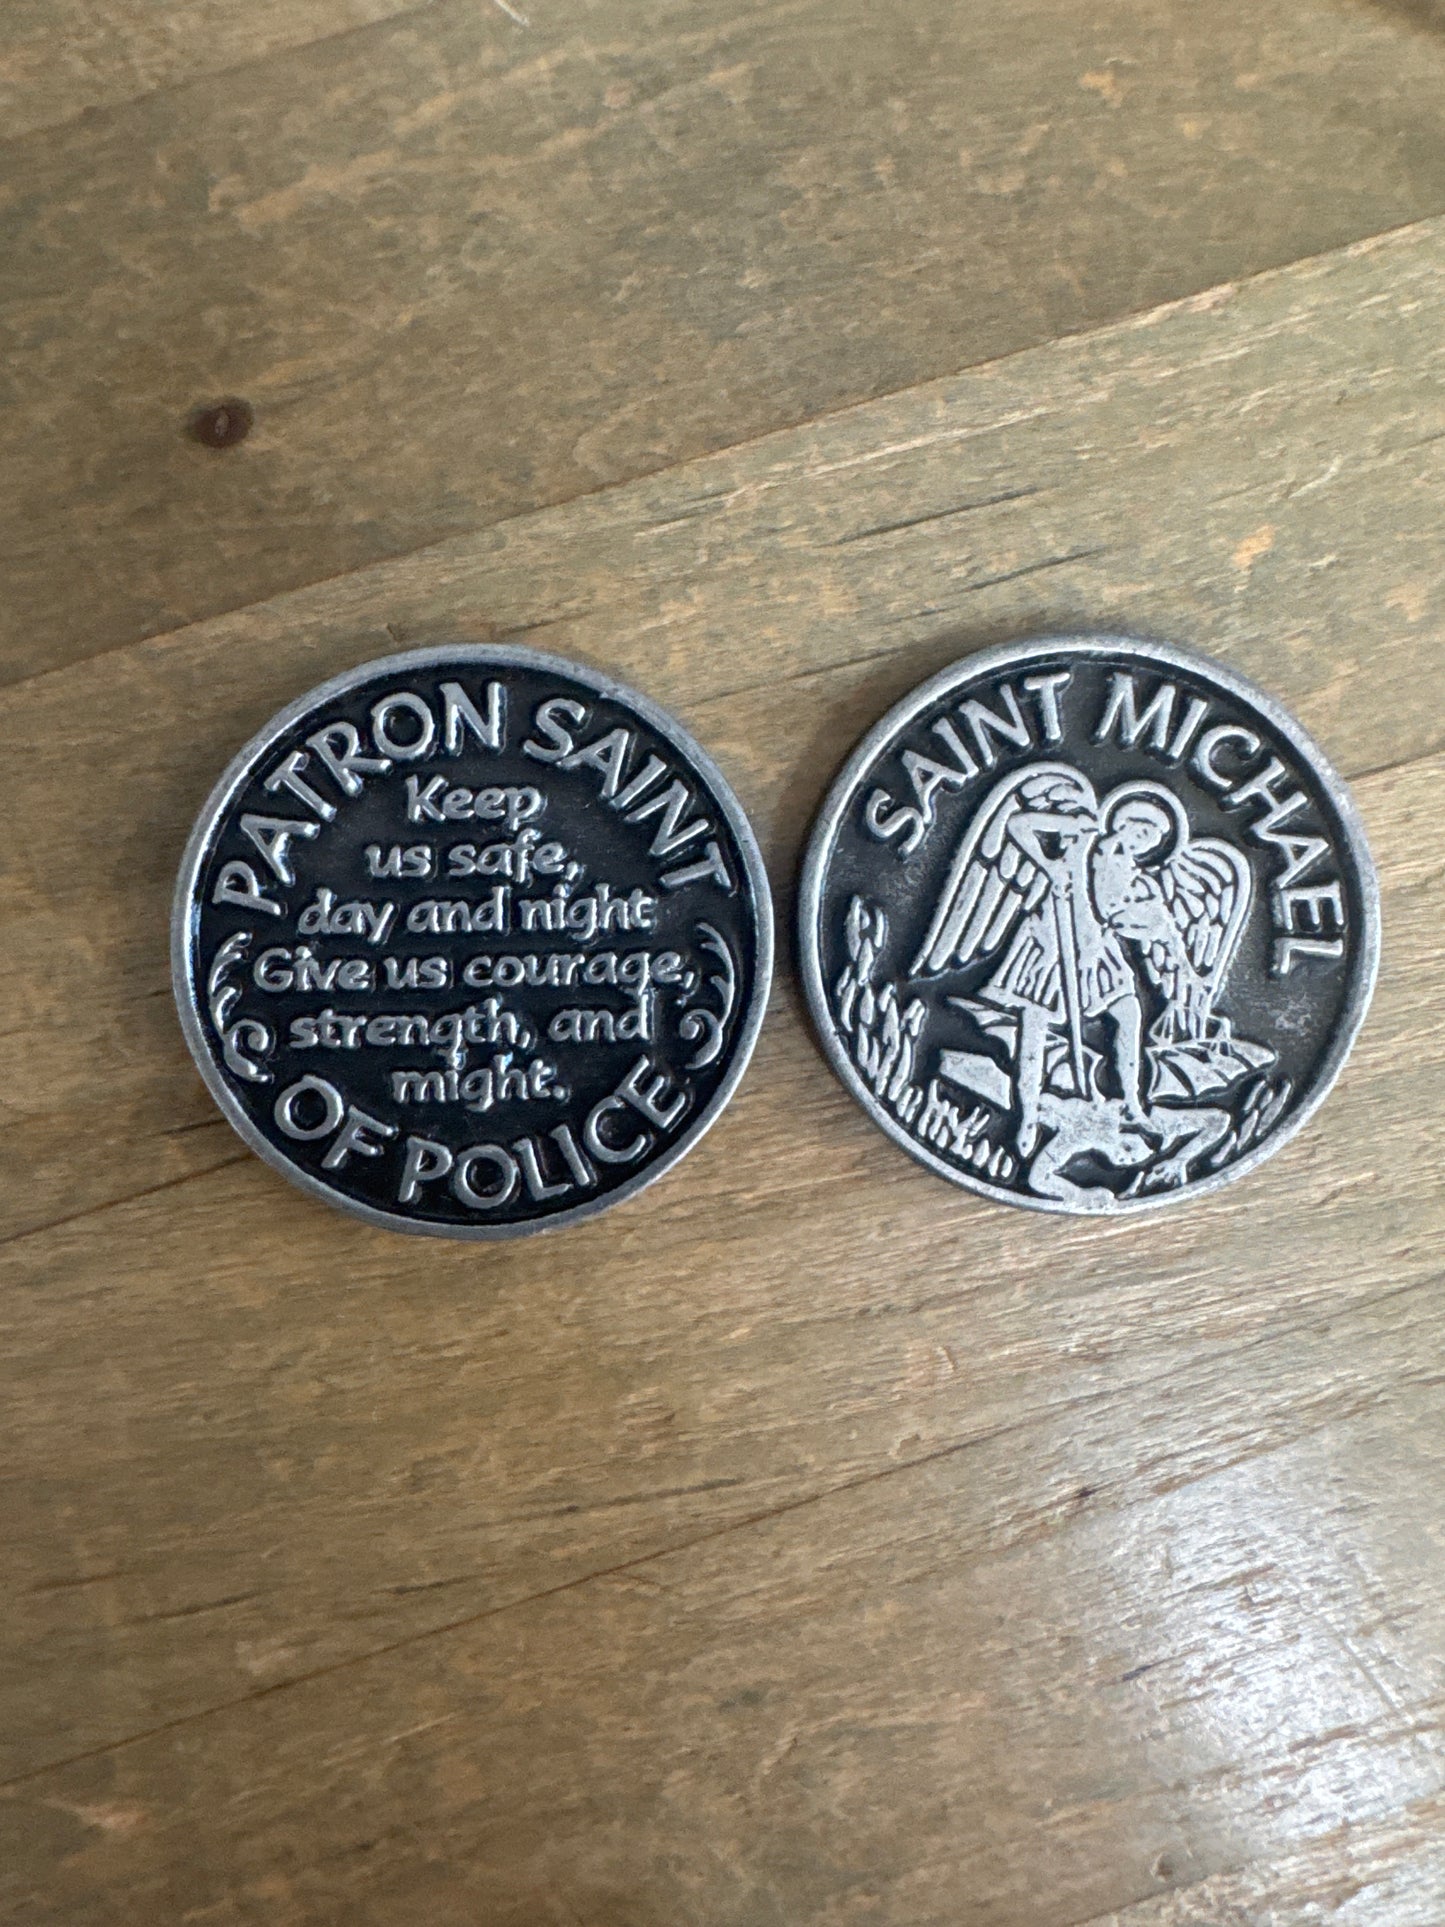 PATRON SAINT
Keep
us safe,
day and night
Give us courage,
strength, and
might.
OF POLICE
SAINT MICHAEL